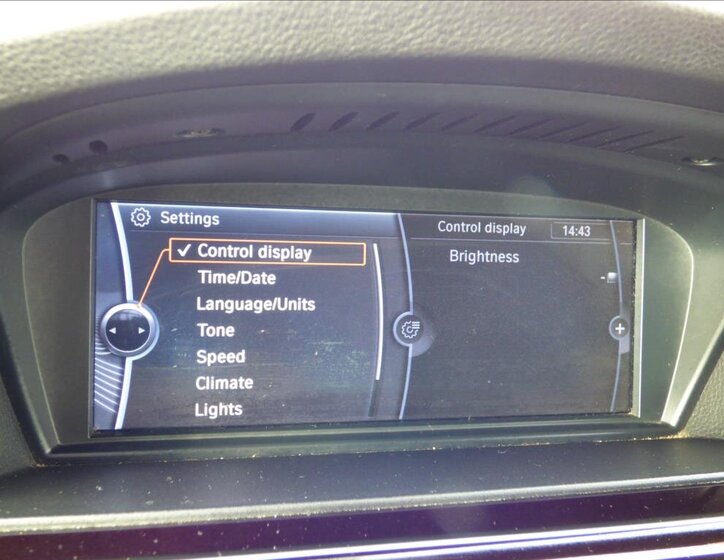 Settings
Control display
Time/Date
Language/Units
Tone
Speed
Climate
Lights
Control display 14:43
Brightness